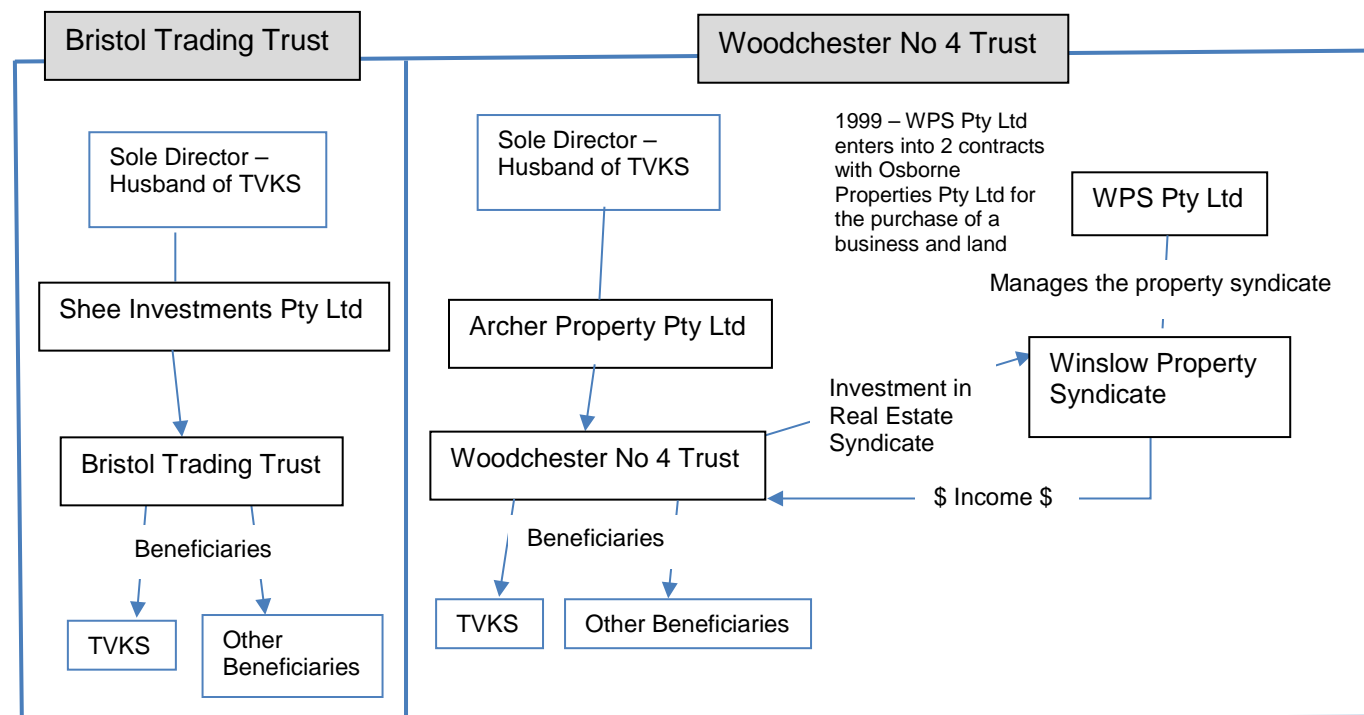 Bristol Trading Trust
Woodchester No 4 Trust
Sole Director –
Husband of TVKS
Shee Investments Pty Ltd
Bristol Trading Trust
Beneficiaries
TVKS
Other
Beneficiaries
Sole Director –
Husband of TVKS
Archer Property Pty Ltd
Woodchester No 4 Trust
Beneficiaries
TVKS
Other Beneficiaries
1999 – WPS Pty Ltd
enters into 2 contracts
with Osborne
Properties Pty Ltd for
the purchase of a
business and land
WPS Pty Ltd
Manages the property syndicate
Winslow Property
Syndicate
Investment in
Real Estate
Syndicate
$ Income $